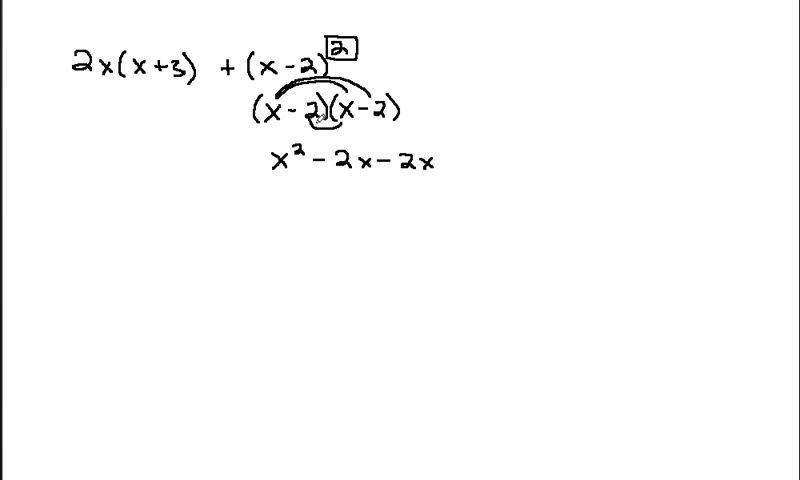 2x(x+3) + (x-2)²
(x-2)(x-2)
x² - 2x - 2x